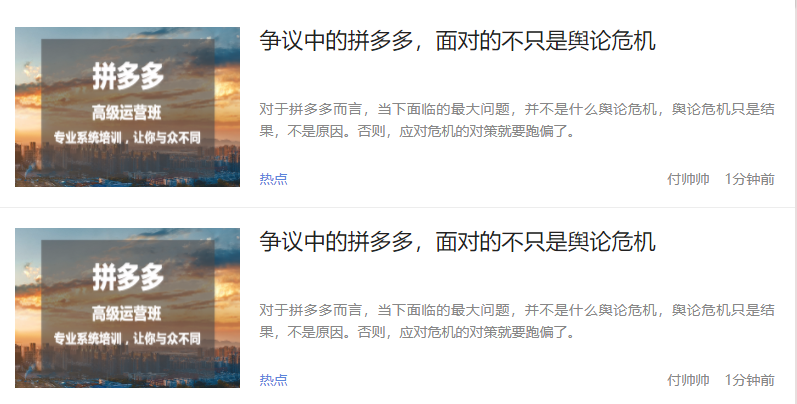 拼多多
高级运营班
专业系统培训，让你与众不同
争议中的拼多多，面对的不只是舆论危机
对于拼多多而言，当下面临的最大问题，并不是什么舆论危机，舆论危机只是结
果，不是原因。否则，应对危机的对策就要跑偏了。
热点
付帅帅 1分钟前
拼多多
高级运营班
专业系统培训，让你与众不同
争议中的拼多多，面对的不只是舆论危机
对于拼多多而言，当下面临的最大问题，并不是什么舆论危机，舆论危机只是结
果，不是原因。否则，应对危机的对策就要跑偏了。
热点
付帅帅 1分钟前